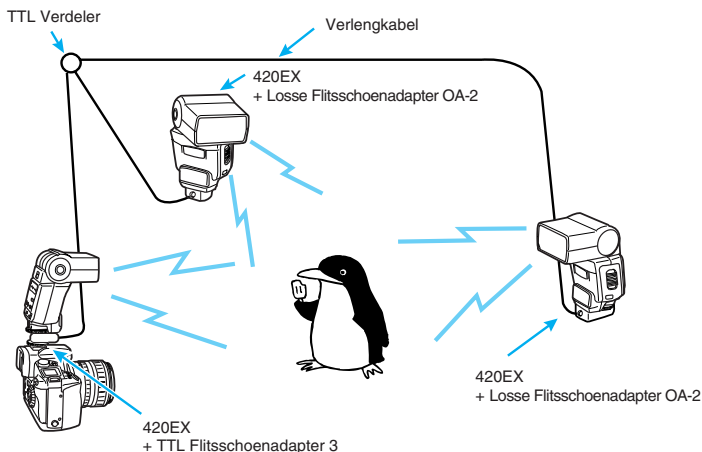 TTL Verdeler
Verlengkabel
420EX
+ Losse Flitsschoenadapter OA-2
420EX
+ Losse Flitsschoenadapter OA-2
420EX
+ TTL Flitsschoenadapter 3